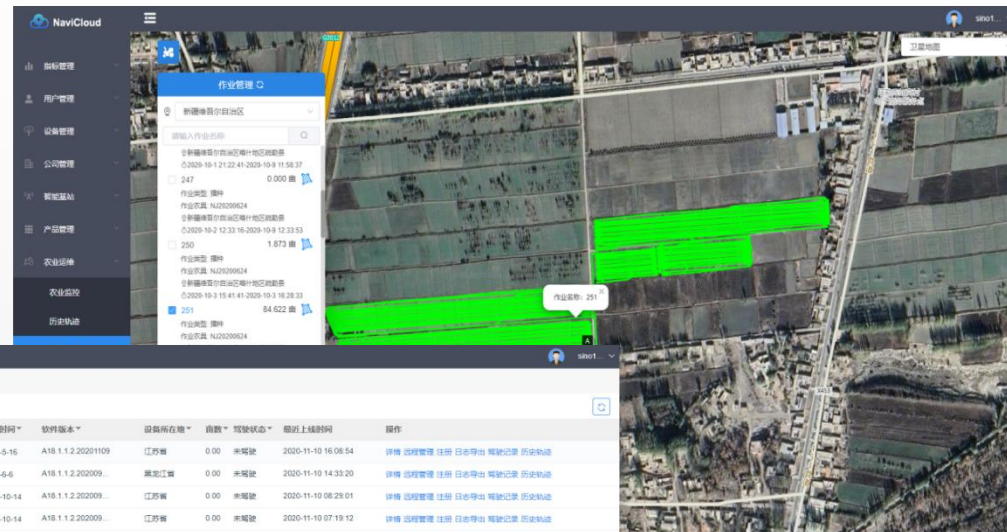 NaviCloud
sino1...
指标管理
用户管理
设备管理
公司管理
智能基站
产品管理
农业运维
农业监控
历史轨迹
作业管理
新疆维吾尔自治区
请输入作业名称
新疆维吾尔自治区喀什地区疏勒县
2020-10-1 21:22:41-2020-10-9 11:58:37
247 0.000 亩
作业类型: 播种
作业农具: NJ20200624
新疆维吾尔自治区喀什地区疏勒县
2020-10-2 12:33:16-2020-10-9 12:33:53
250 1.873 亩
作业类型: 播种
作业农具: NJ20200624
新疆维吾尔自治区喀什地区疏勒县
2020-10-3 15:41:41-2020-10-3 16:28:33
251 84.622 亩
作业类型: 播种
作业农具: NJ20200624
卫星地图
作业名称: 251
A
sino1...
时间 软件版本 设备所在地 亩数 驾驶状态 最近上线时间 操作
-5-16 A18.1.1.2.20201109 江苏省 0.00 未驾驶 2020-11-10 16:08:54 详情 远程管理 注册 日志导出 驾驶记录 历史轨迹
-6-6 A18.1.1.2.202009... 黑龙江省 0.00 未驾驶 2020-11-10 14:33:20 详情 远程管理 注册 日志导出 驾驶记录 历史轨迹
-10-14 A18.1.1.2.202009... 江苏省 0.00 未驾驶 2020-11-10 08:29:01 详情 远程管理 注册 日志导出 驾驶记录 历史轨迹
-10-14 A18.1.1.2.202009... 江苏省 0.00 未驾驶 2020-11-10 07:19:12 详情 远程管理 注册 日志导出 驾驶记录 历史轨迹